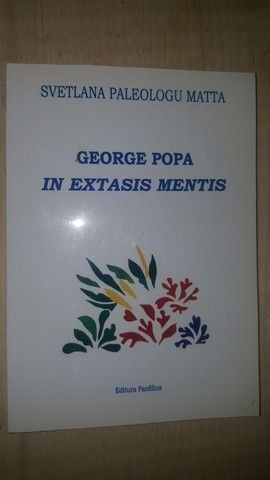 SVETLANA PALEOLOGU MATTA
GEORGE POPA
IN EXTASIS MENTIS
Editura Panfilius